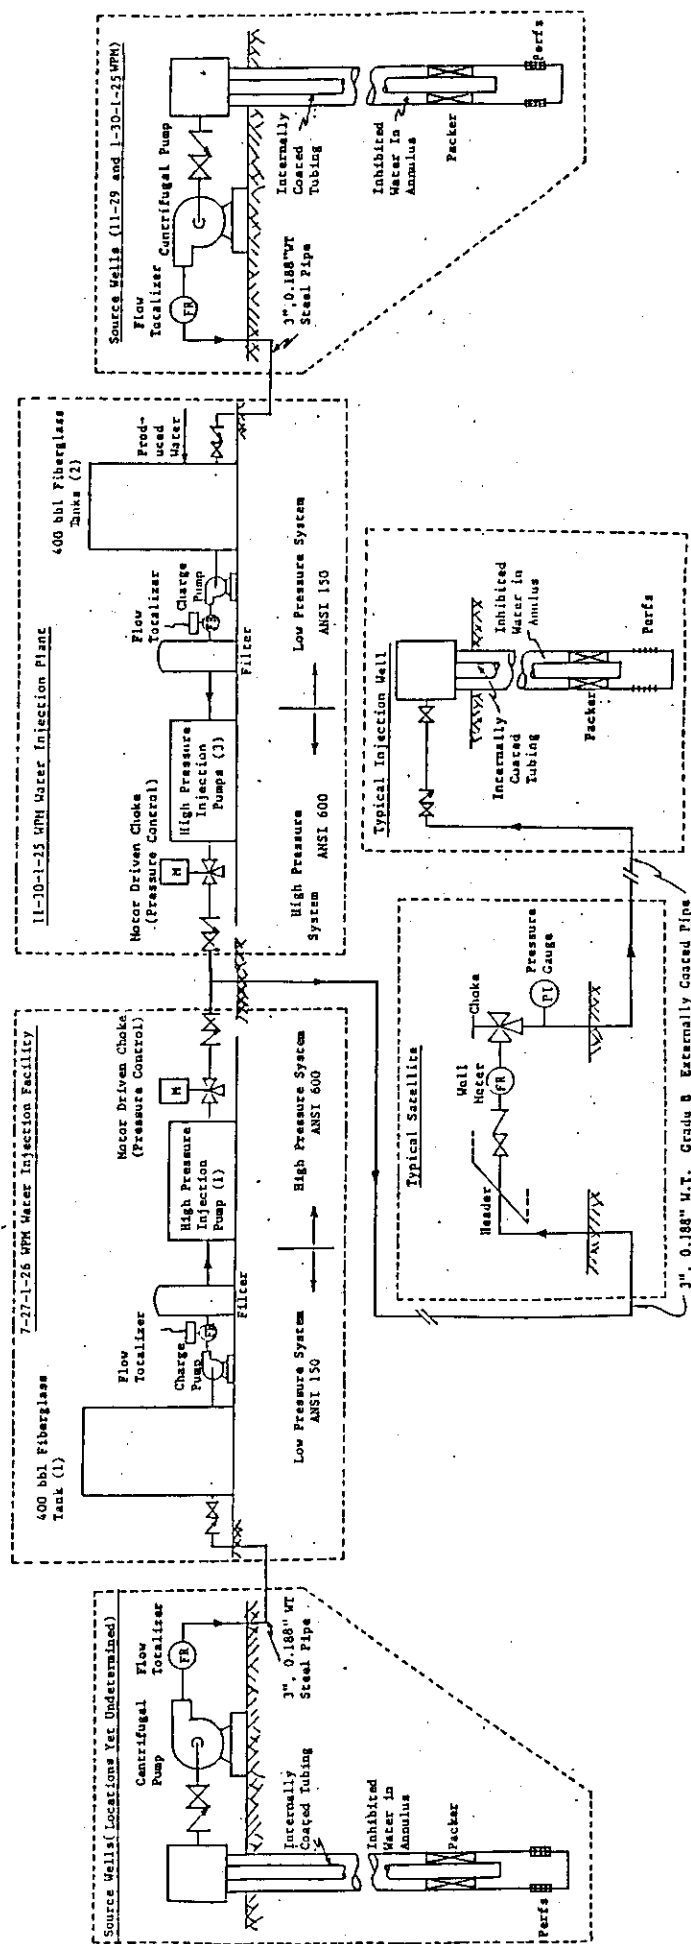 Source Wells(Locations Yet Undetermined)
Centrifugal
Pump
Flow
Totalizer
FR
3", 0.188" WT
Steel Pipe
Internally
Coated Tubing
Inhibited
Water in
Annulus
Packer
Perfs
7-27-1-26 WPM Water Injection Facility
400 bbl Fiberglass
Tank (1)
Flow
Totalizer
Charge
Pump
FR
Filter
High Pressure
Injection
Pump (1)
M
Motor Driven Choke
(Pressure Control)
Low Pressure System
ANSI 150
High Pressure System
ANSI 600
11-30-1-25 WPM Water Injection Plant
Motor Driven Choke
(Pressure Control)
M
High Pressure
Injection
Pumps (3)
Filter
Flow
Totalizer
Charge
Pump
FR
400 bbl Fiberglass
Tanks (2)
Prod-
uced
Water
High Pressure
System ANSI 600
Low Pressure System
ANSI 150
Source Wells (11-29 and 1-30-1-25 WPM)
Flow
Totalizer
FR
Cuntrifugal Pump
3", 0.188" WT
Steel Pipe
Internally
Coated
Tubing
Inhibited
Water In
Annulus
Packer
Perfs
Typical Satellite
Header
Well
Meter
FR
Choke
PI
Pressure
Gauge
3", 0.188" W.T. Grade B Externally Coated Pipe
Typical Injection Well
Internally
Coated
Tubing
Inhibited
Water in
Annulus
Packer
Perfs